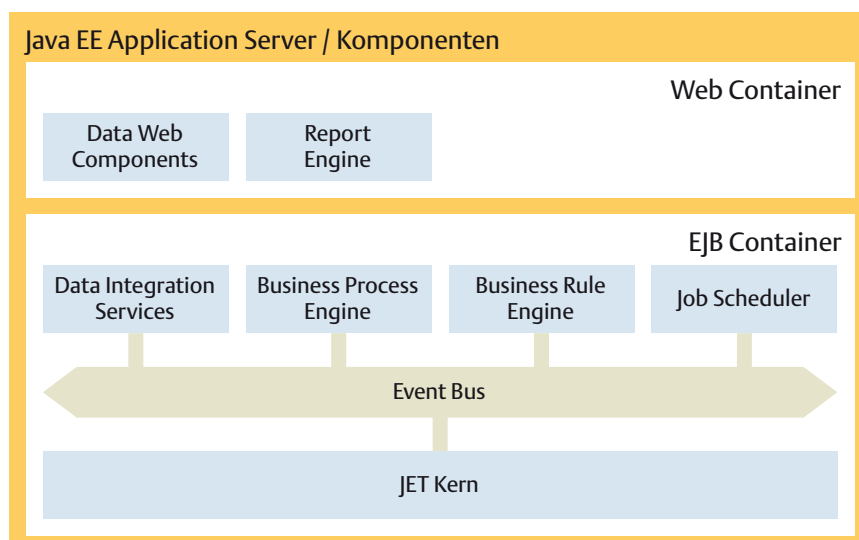 Java EE Application Server / Komponenten
Web Container
Data Web
Components
Report
Engine
EJB Container
Data Integration
Services
Business Process
Engine
Business Rule
Engine
Job Scheduler
Event Bus
JET Kern